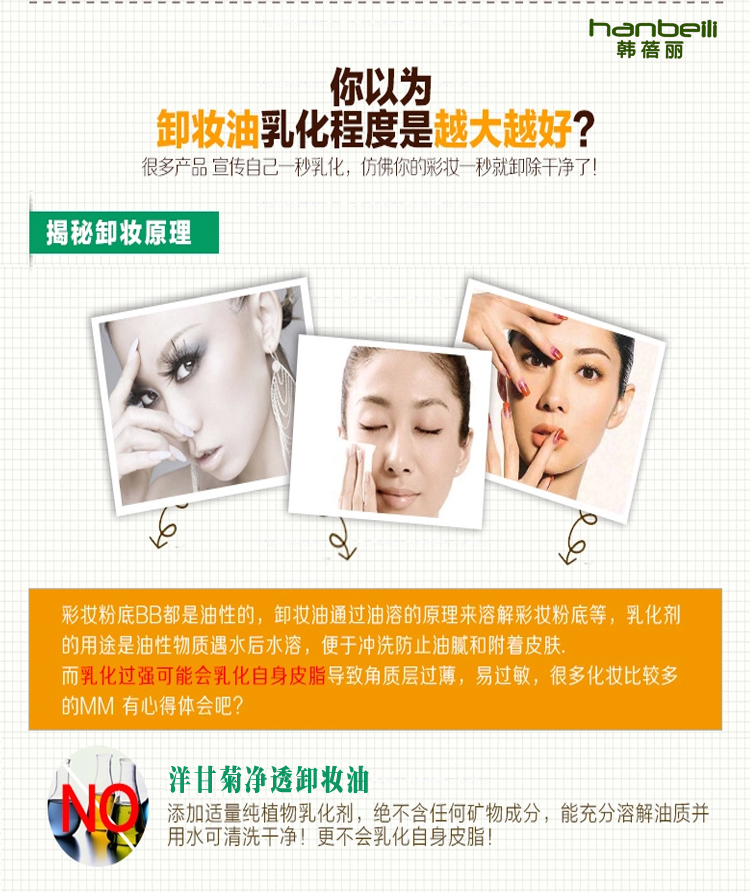 hanbeili
韩蓓丽
你以为
卸妆油乳化程度是越大越好?
很多产品 宣传自己一秒乳化，仿佛你的彩妆一秒就卸除干净了!
揭秘卸妆原理
彩妆粉底BB都是油性的，卸妆油通过油溶的原理来溶解彩妆粉底等，乳化剂
的用途是油性物质遇水后水溶，便于冲洗防止油腻和附着皮肤.
而乳化过强可能会乳化自身皮脂导致角质层过薄，易过敏，很多化妆比较多
的MM 有心得体会吧?
NO
洋甘菊净透卸妆油
添加适量纯植物乳化剂，绝不含任何矿物成分，能充分溶解油质并
用水可清洗干净！更不会乳化自身皮脂！